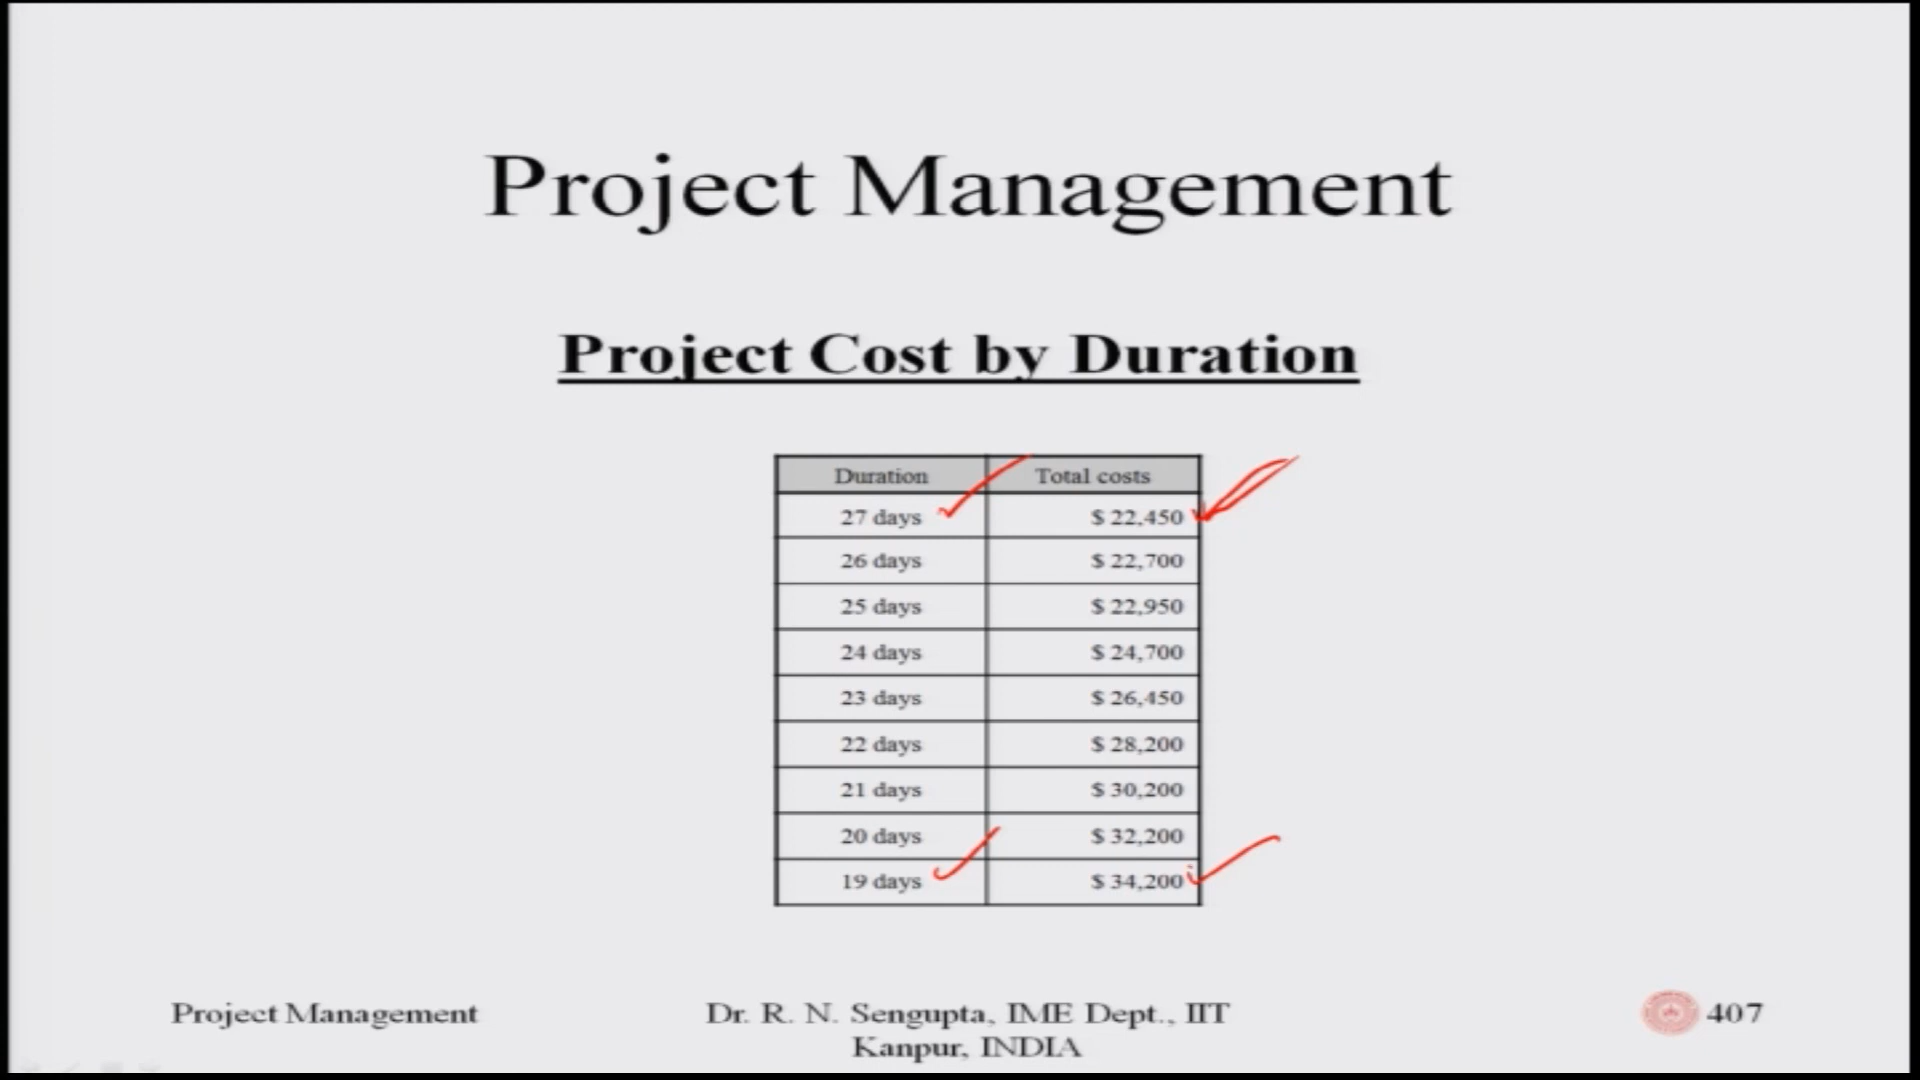 Project Management
Project Cost by Duration
Duration Total costs
27 days $ 22,450
26 days $ 22,700
25 days $ 22,950
24 days $ 24,700
23 days $ 26,450
22 days $ 28,200
21 days $ 30,200
20 days $ 32,200
19 days $ 34,200
Project Management
Dr. R. N. Sengupta, IME Dept., IIT
Kanpur, INDIA
407